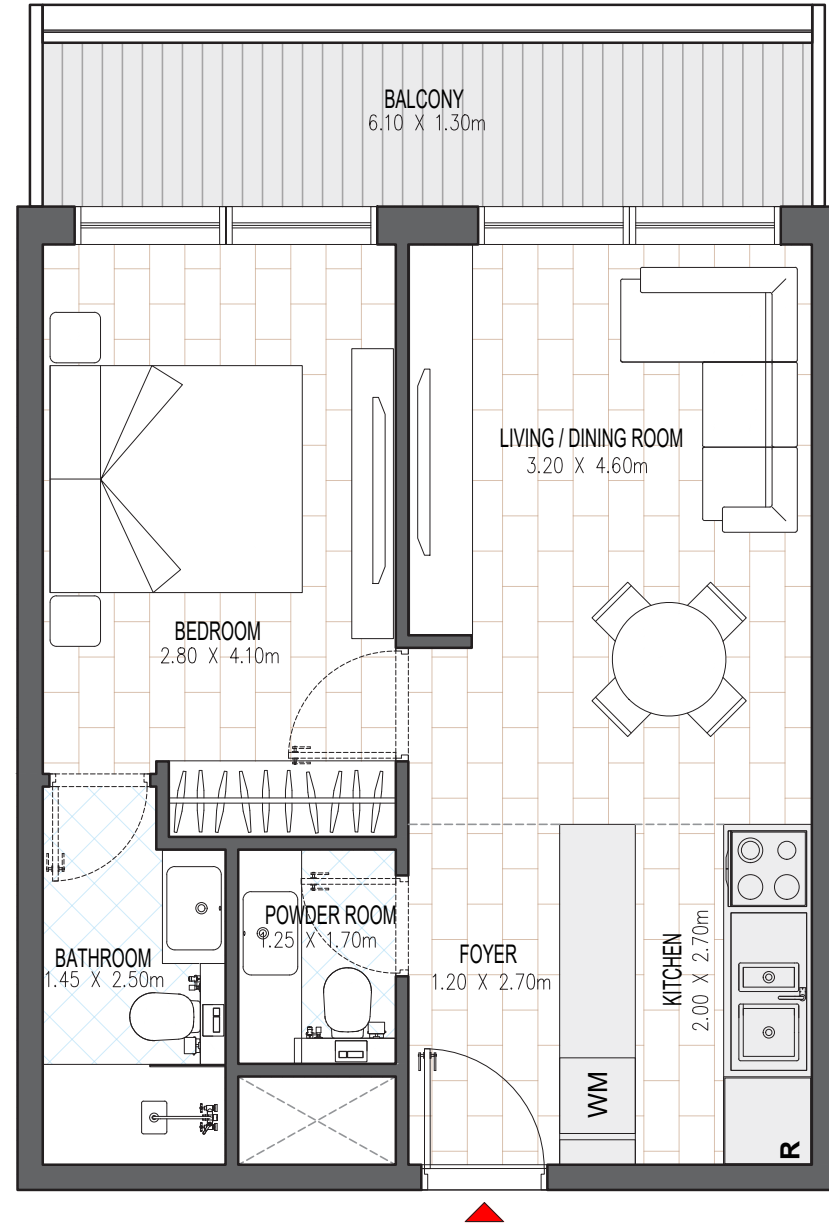 BALCONY
6.10 X 1.30m
LIVING / DINING ROOM
3.20 X 4.60m
BEDROOM
2.80 X 4.10m
POWDER ROOM
1.25 X 1.70m
BATHROOM
1.45 X 2.50m
FOYER
1.20 X 2.70m
KITCHEN
2.00 X 2.70m
WM
R